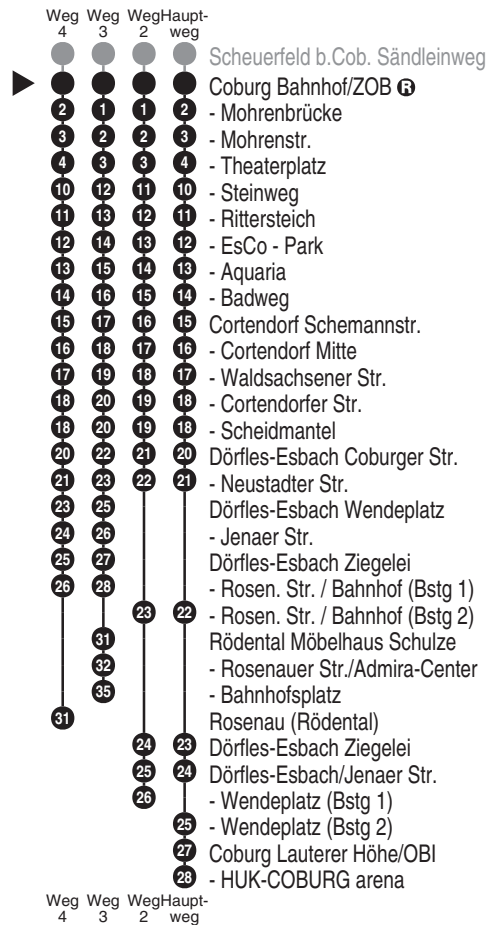 Weg Weg Weg Haupt-
4 3 2 weg
Scheuerfeld b.Cob. Sändleinweg
Coburg Bahnhof/ZOB R
2 1 1 2 - Mohrenbrücke
3 2 2 3 - Mohrenstr.
4 3 3 4 - Theaterplatz
10 12 11 10 - Steinweg
11 13 12 11 - Rittersteich
12 14 13 12 - EsCo - Park
13 15 14 13 - Aquaria
14 16 15 14 - Badweg
15 17 16 15 Cortendorf Schemannstr.
16 18 17 16 - Cortendorf Mitte
17 19 18 17 - Waldsachsener Str.
18 20 19 18 - Cortendorfer Str.
18 20 19 18 - Scheidmantel
20 22 21 20 Dörfles-Esbach Coburger Str.
21 23 22 21 - Neustadter Str.
23 25 Dörfles-Esbach Wendeplatz
24 26 - Jenaer Str.
25 27 Dörfles-Esbach Ziegelei
26 28 - Rosen. Str. / Bahnhof (Bstg 1)
23 22 - Rosen. Str. / Bahnhof (Bstg 2)
31 Rödental Möbelhaus Schulze
32 - Rosenauer Str./Admira-Center
35 - Bahnhofsplatz
31 Rosenau (Rödental)
24 23 Dörfles-Esbach Ziegelei
25 24 Dörfles-Esbach/Jenaer Str.
26 - Wendeplatz (Bstg 1)
25 - Wendeplatz (Bstg 2)
27 Coburg Lauterer Höhe/OBI
28 - HUK-COBURG arena
Weg Weg Weg Haupt-
4 3 2 weg